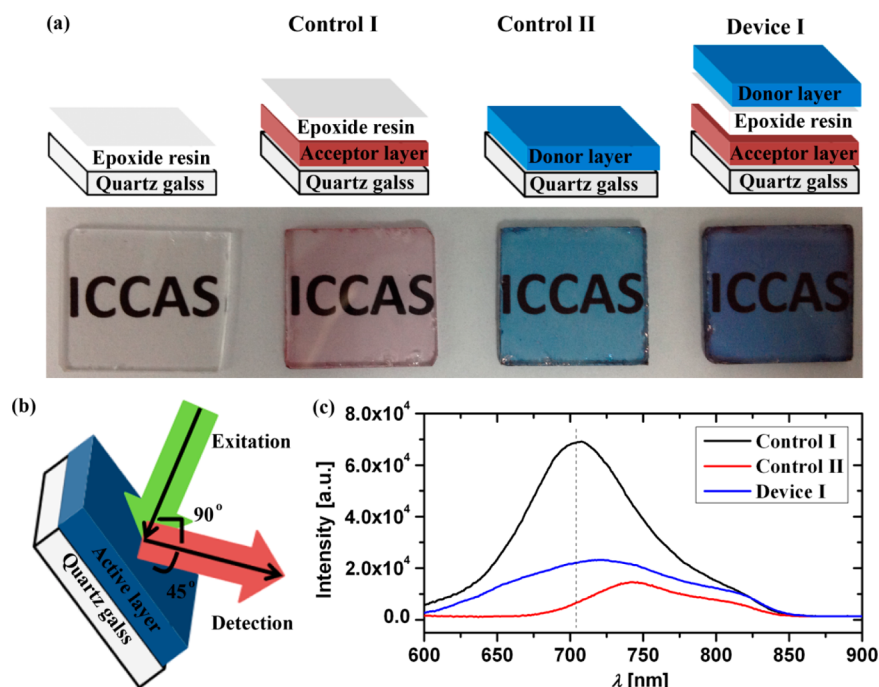 (a)
Control I
Control II
Device I
Epoxide resin
Quartz galss
Epoxide resin
Acceptor layer
Quartz galss
Donor layer
Quartz galss
Donor layer
Epoxide resin
Acceptor layer
Quartz galss
ICCAS
ICCAS
ICCAS
ICCAS
(b)
Exitation
90°
45°
Active layer
Quartz galss
Detection
(c)
8.0x10⁴
6.0x10⁴
4.0x10⁴
2.0x10⁴
0.0
Intensity [a.u.]
Control I
Control II
Device I
600 650 700 750 800 850 900
λ [nm]